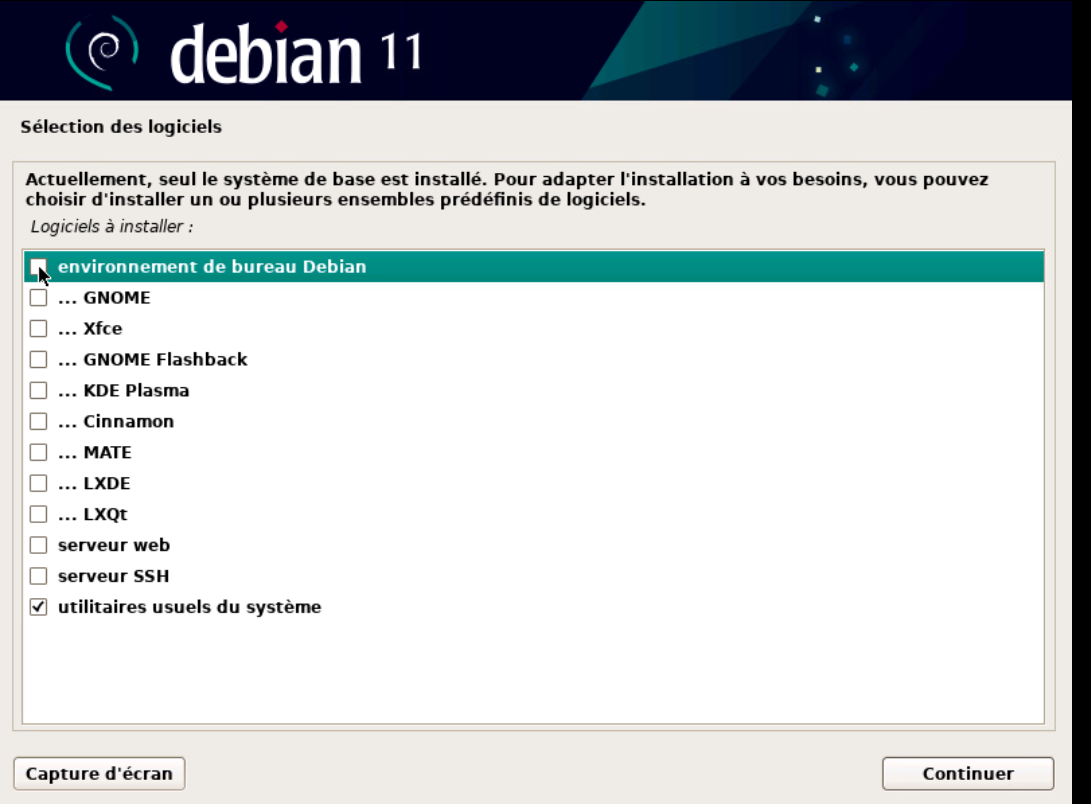 debian 11
Sélection des logiciels
Actuellement, seul le système de base est installé. Pour adapter l'installation à vos besoins, vous pouvez
choisir d'installer un ou plusieurs ensembles prédéfinis de logiciels.
Logiciels à installer :
environnement de bureau Debian
... GNOME
... Xfce
... GNOME Flashback
... KDE Plasma
... Cinnamon
... MATE
... LXDE
... LXQt
serveur web
serveur SSH
utilitaires usuels du système
Capture d'écran
Continuer